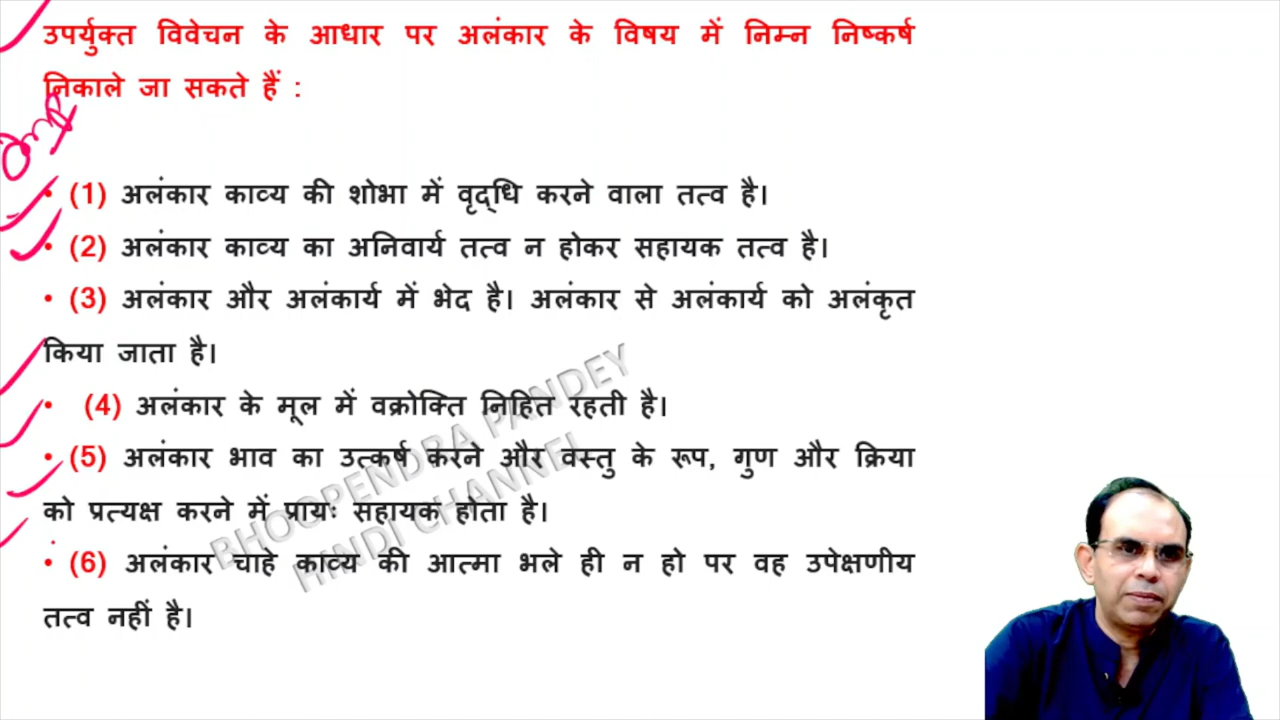 उपर्युक्त विवेचन के आधार पर अलंकार के विषय में निम्न निष्कर्ष
निकाले जा सकते हैं :
• (1) अलंकार काव्य की शोभा में वृद्धि करने वाला तत्व है।
• (2) अलंकार काव्य का अनिवार्य तत्व न होकर सहायक तत्व है।
• (3) अलंकार और अलंकार्य में भेद है। अलंकार से अलंकार्य को अलंकृत
किया जाता है।
• (4) अलंकार के मूल में वक्रोक्ति निहित रहती है।
• (5) अलंकार भाव का उत्कर्ष करने और वस्तु के रूप, गुण और क्रिया
को प्रत्यक्ष करने में प्रायः सहायक होता है।
• (6) अलंकार चाहे काव्य की आत्मा भले ही न हो पर वह उपेक्षणीय
तत्व नहीं है।
BHOOPENDRA PANDEY
HINDI CHANNEL